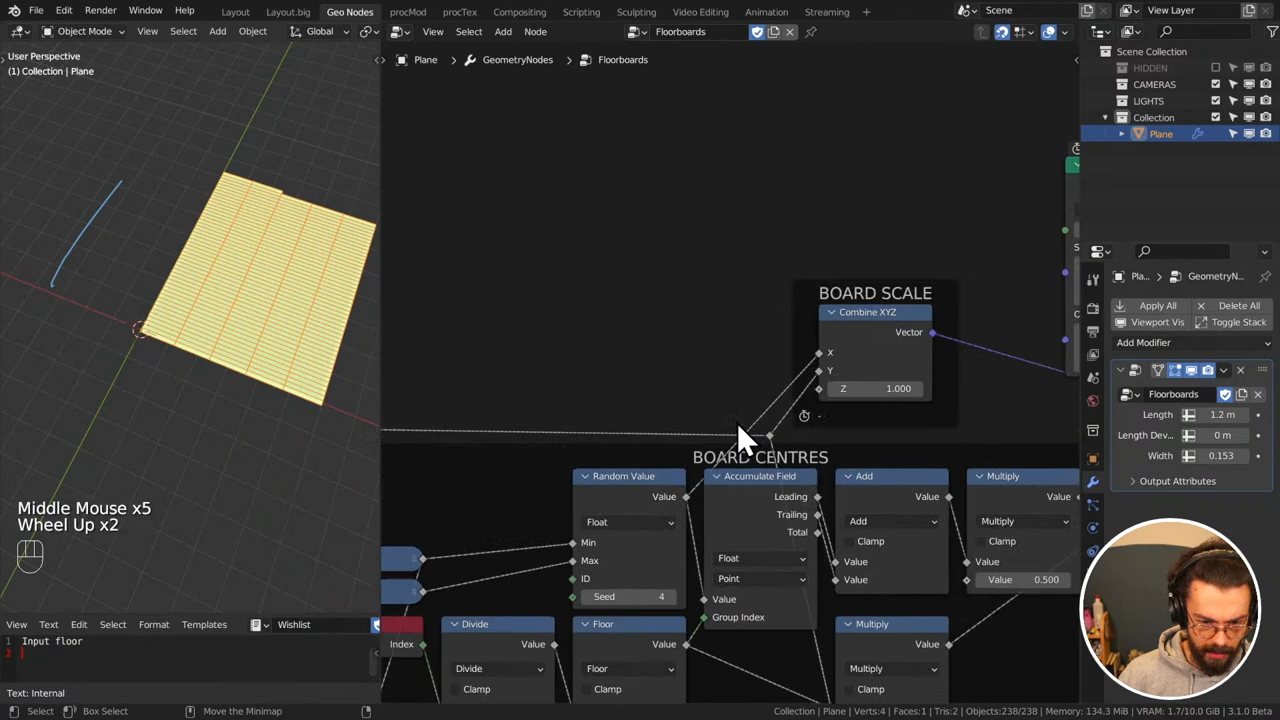 File Edit Render Window Help Layout Layout.big Geo Nodes procMod procTex Compositing Scripting Sculpting Video Editing Animation Streaming + Scene View Layer
Object Mode View Select Add Object Global View Select Add Node Floorboards
User Perspective
(1) Collection | Plane
Plane > GeometryNodes > Floorboards
Scene Collection
HIDDEN
CAMERAS
LIGHTS
Collection
Plane
BOARD SCALE
Combine XYZ
Vector
X
Y
Z 1.000
BOARD CENTRES
Random Value
Value
Float
Min
Max
ID
Seed 4
Accumulate Field
Leading
Trailing
Total
Float
Point
Value
Group Index
Add
Value
Add
Clamp
Value
Value
Multiply
Value
Multiply
Clamp
Value
Value 0.500
Index
Divide
Value
Divide
Clamp
Floor
Value
Floor
Clamp
Multiply
Value
Multiply
Clamp
Pla... > GeometryN...
Apply All Delete All
Viewport Vis Toggle Stack
Add Modifier
Floorboards
Length 1.2 m
Length Dev... 0 m
Width 0.153
Output Attributes
Middle Mouse x5
Wheel Up x2
View Text Edit Select Format Templates Wishlist
1 Input floor
2
Text: Internal
Select Box Select Move the Minimap Collection | Plane | Verts:4 | Faces:1 | Tris:2 | Objects:238/238 | Memory: 134.3 MiB | VRAM: 1.7/10.0 GiB | 3.1.0 Beta